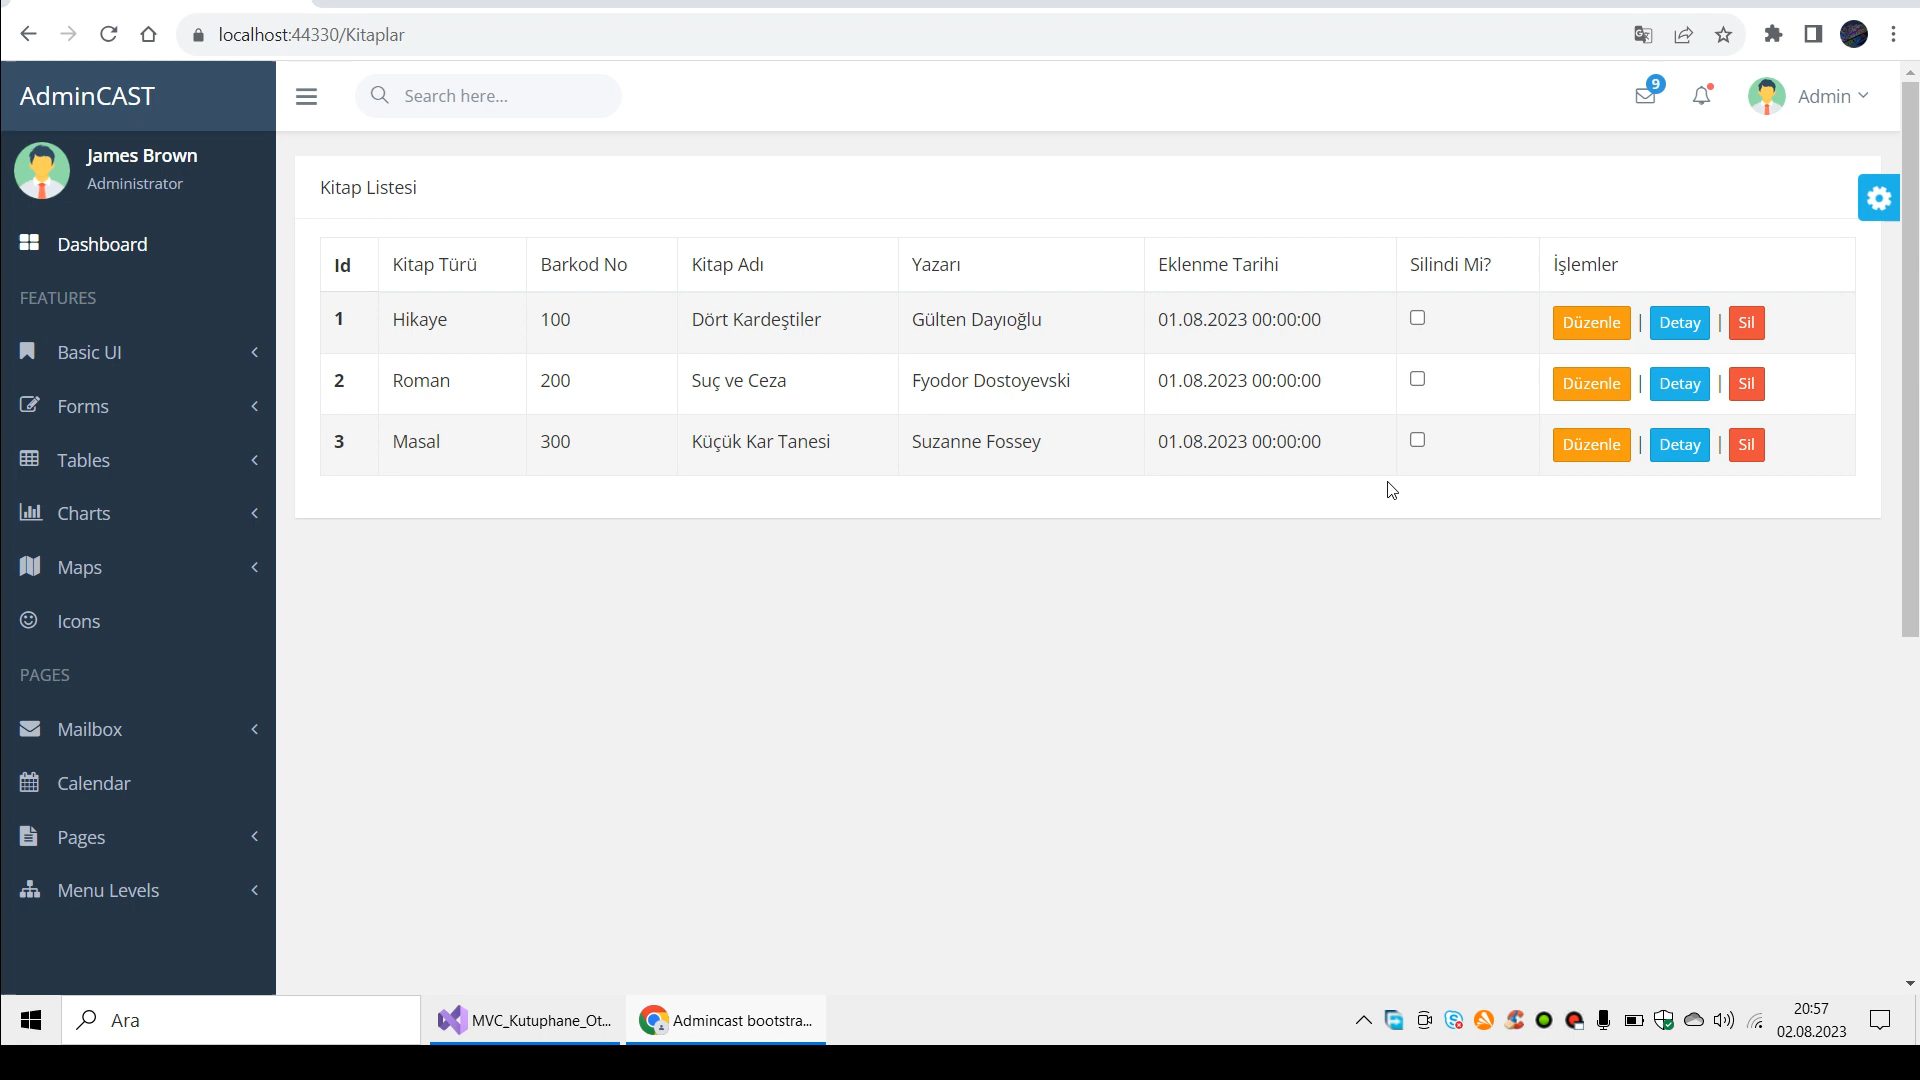 localhost:44330/Kitaplar
AdminCAST
Search here...
9
Admin
James Brown
Administrator
Dashboard
FEATURES
Basic UI
Forms
Tables
Charts
Maps
Icons
PAGES
Mailbox
Calendar
Pages
Menu Levels
Kitap Listesi
Id Kitap Türü Barkod No Kitap Adı Yazarı Eklenme Tarihi Silindi Mi? İşlemler
1 Hikaye 100 Dört Kardeştiler Gülten Dayıoğlu 01.08.2023 00:00:00 Düzenle | Detay | Sil
2 Roman 200 Suç ve Ceza Fyodor Dostoyevski 01.08.2023 00:00:00 Düzenle | Detay | Sil
3 Masal 300 Küçük Kar Tanesi Suzanne Fossey 01.08.2023 00:00:00 Düzenle | Detay | Sil
Ara
MVC_Kutuphane_Ot...
Admincast bootstra...
20:57
02.08.2023